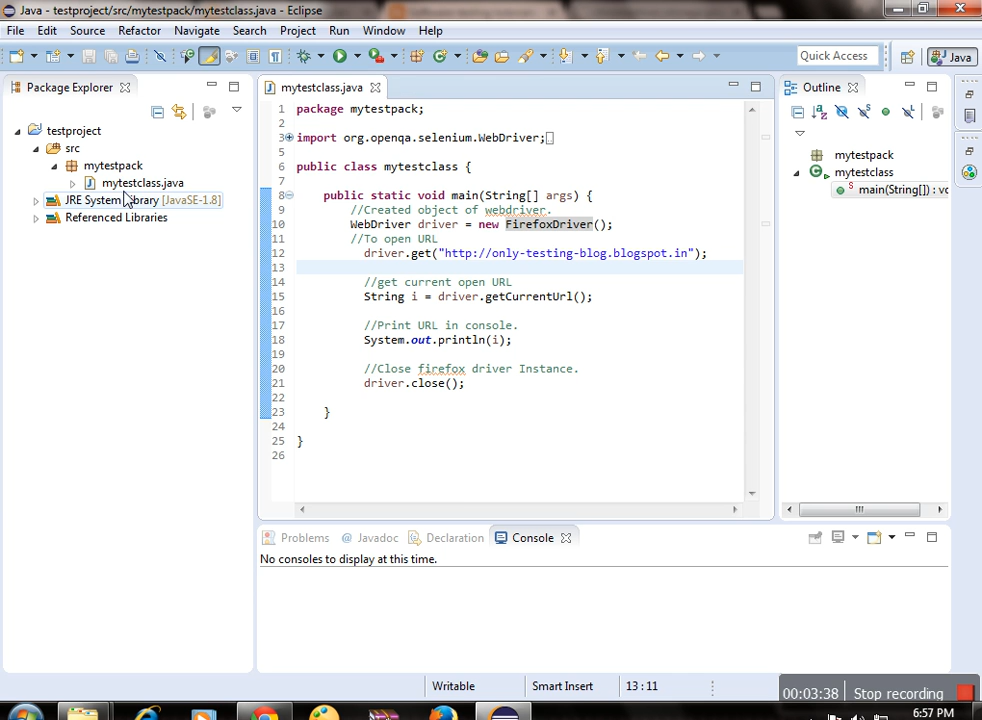 Java - testproject/src/mytestpack/mytestclass.java - Eclipse
File Edit Source Refactor Navigate Search Project Run Window Help
Quick Access
Java
Package Explorer
testproject
src
mytestpack
mytestclass.java
JRE System Library [JavaSE-1.8]
Referenced Libraries
mytestclass.java
1 package mytestpack;
2
3 import org.openqa.selenium.WebDriver;
5
6 public class mytestclass {
7
8 public static void main(String[] args) {
9 //Created object of webdriver.
10 WebDriver driver = new FirefoxDriver();
11 //To open URL
12 driver.get("http://only-testing-blog.blogspot.in");
13
14 //get current open URL
15 String i = driver.getCurrentUrl();
16
17 //Print URL in console.
18 System.out.println(i);
19
20 //Close firefox driver Instance.
21 driver.close();
22
23 }
24
25 }
26
Outline
mytestpack
mytestclass
main(String[]) : vo
Problems @ Javadoc Declaration Console
No consoles to display at this time.
Writable Smart Insert 13 : 11
00:03:38 Stop recording
6:57 PM